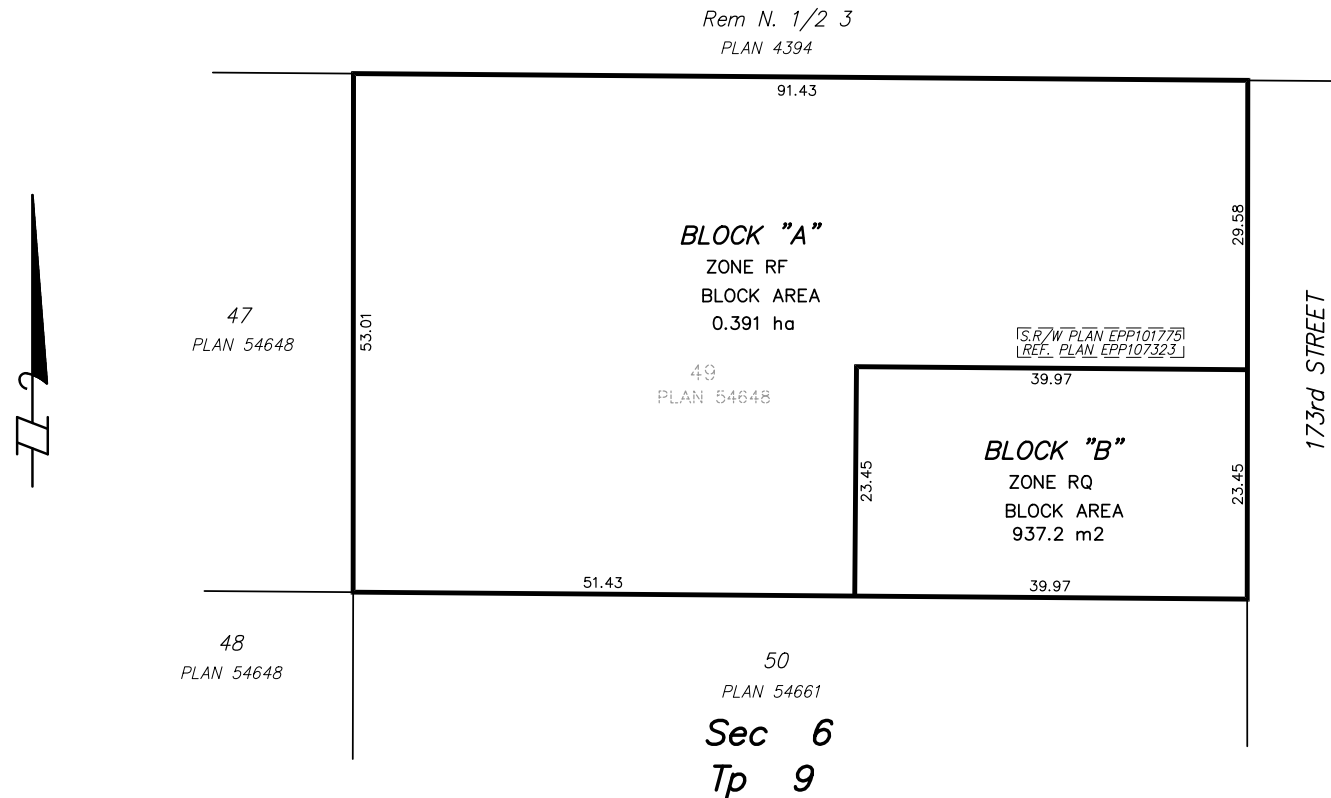 Rem N. 1/2 3
PLAN 4394
91.43
29.58
BLOCK "A"
ZONE RF
BLOCK AREA
0.391 ha
47
PLAN 54648
53.01
49
PLAN 54648
S.R/W PLAN EPP101775
REF. PLAN EPP107323
39.97
173rd STREET
BLOCK "B"
ZONE RQ
BLOCK AREA
937.2 m2
23.45
23.45
51.43
39.97
48
PLAN 54648
50
PLAN 54661
Sec 6
Tp 9